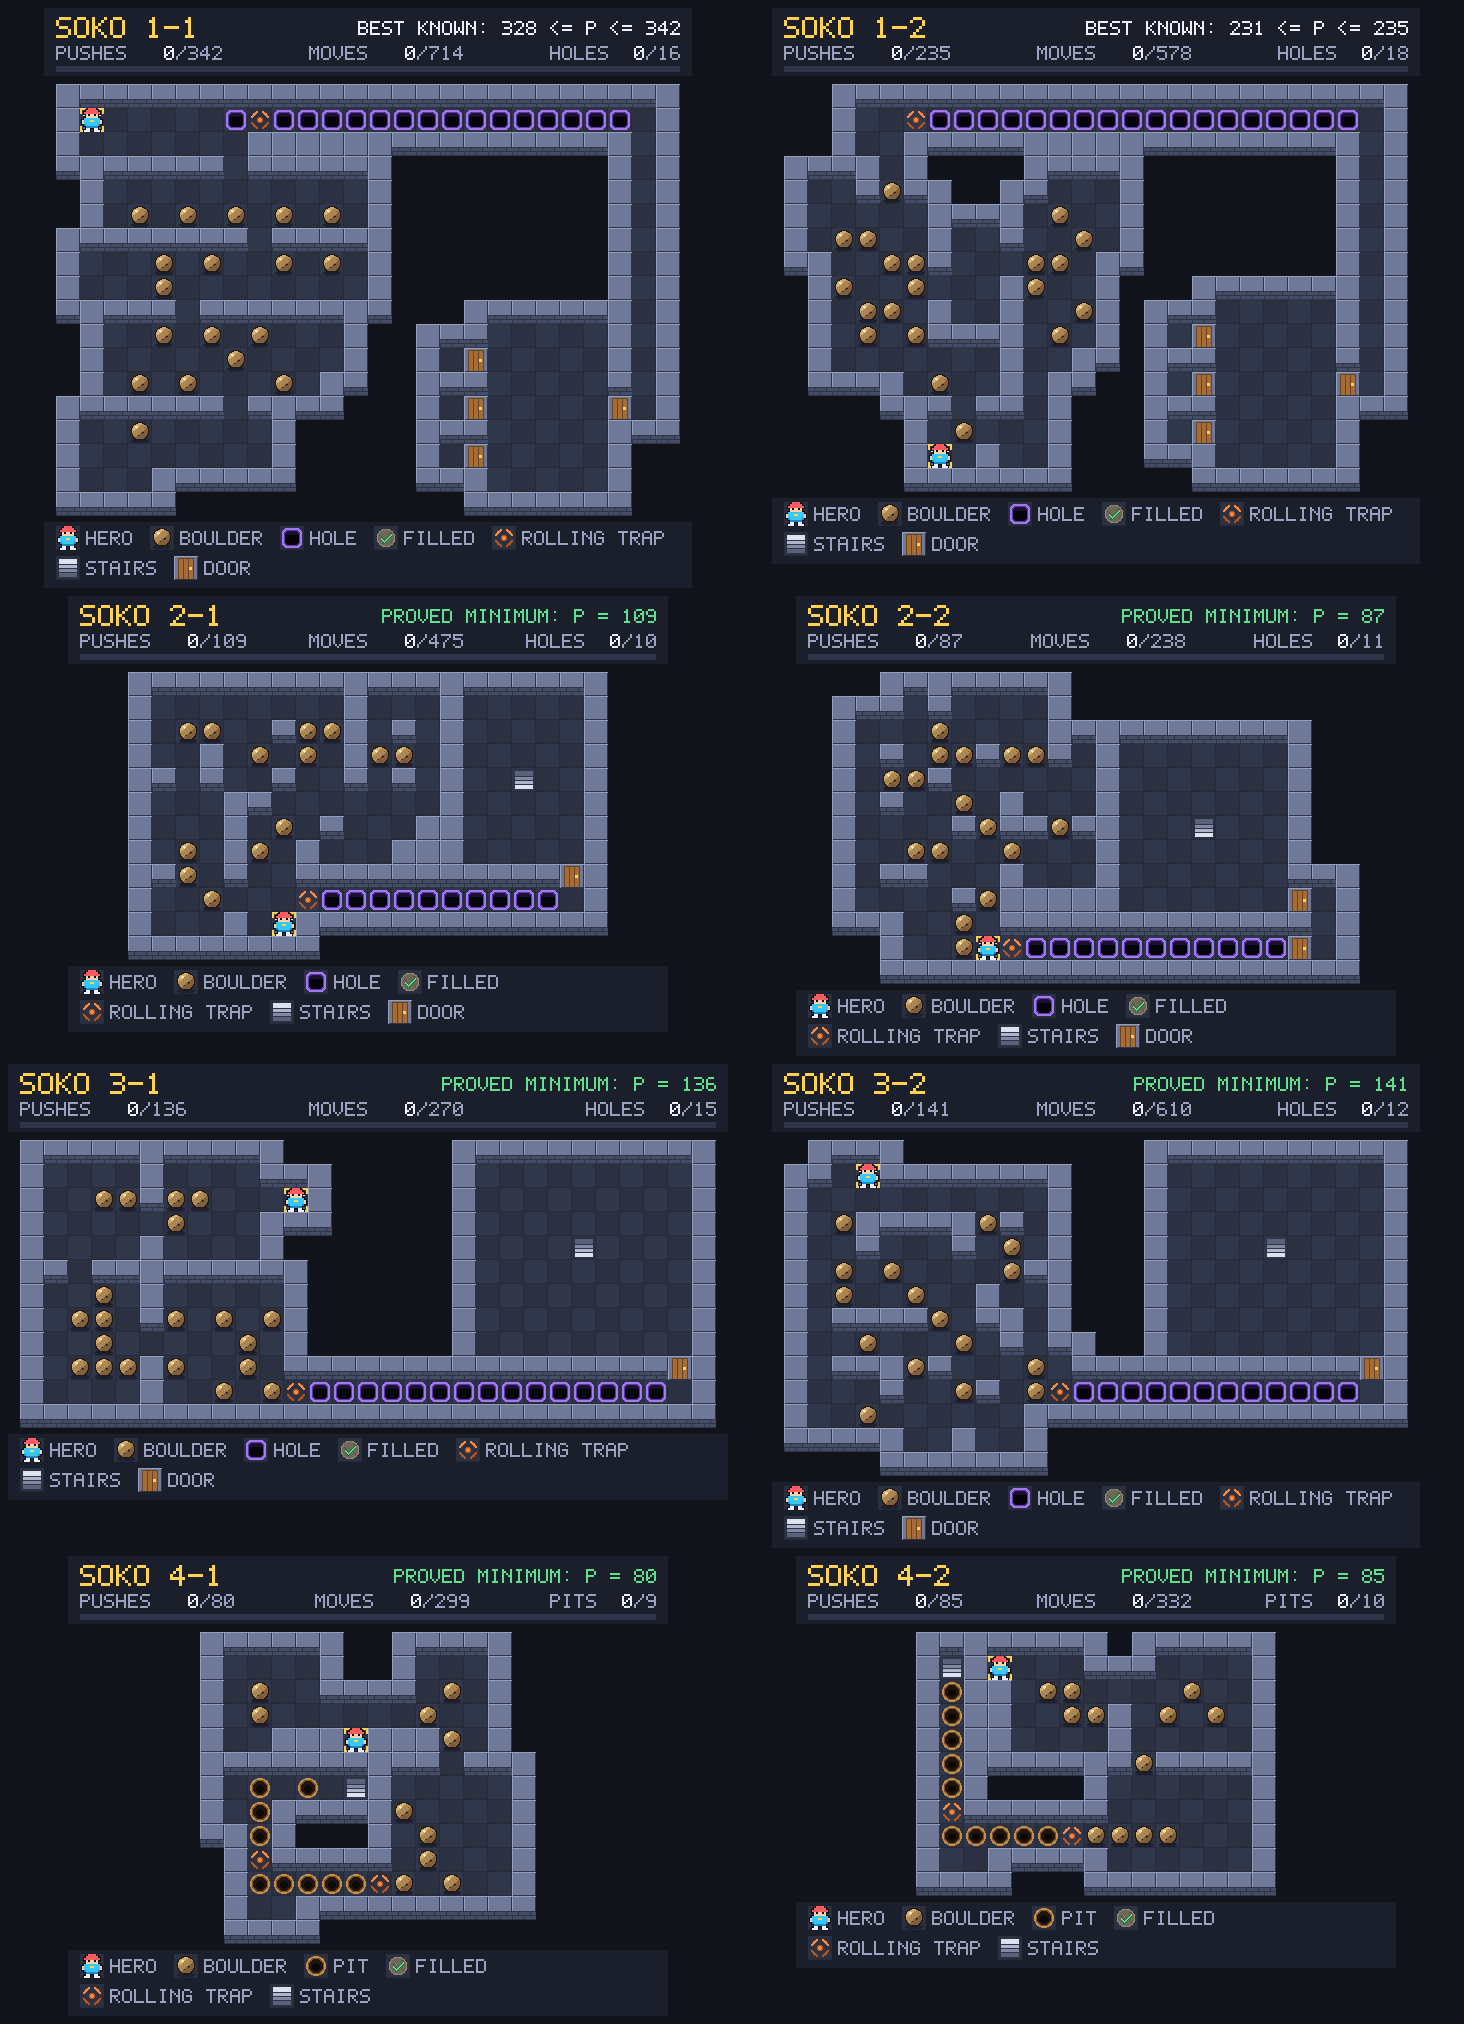 SOKO 1-1 BEST KNOWN: 328 <= P <= 342
PUSHES 0/342 MOVES 0/714 HOLES 0/16
HERO BOULDER HOLE FILLED ROLLING TRAP
STAIRS DOOR
SOKO 1-2 BEST KNOWN: 231 <= P <= 235
PUSHES 0/235 MOVES 0/578 HOLES 0/18
HERO BOULDER HOLE FILLED ROLLING TRAP
STAIRS DOOR
SOKO 2-1 PROVED MINIMUM: P = 109
PUSHES 0/109 MOVES 0/475 HOLES 0/10
HERO BOULDER HOLE FILLED
ROLLING TRAP STAIRS DOOR
SOKO 2-2 PROVED MINIMUM: P = 87
PUSHES 0/87 MOVES 0/238 HOLES 0/11
HERO BOULDER HOLE FILLED
ROLLING TRAP STAIRS DOOR
SOKO 3-1 PROVED MINIMUM: P = 136
PUSHES 0/136 MOVES 0/270 HOLES 0/15
HERO BOULDER HOLE FILLED ROLLING TRAP
STAIRS DOOR
SOKO 3-2 PROVED MINIMUM: P = 141
PUSHES 0/141 MOVES 0/610 HOLES 0/12
HERO BOULDER HOLE FILLED ROLLING TRAP
STAIRS DOOR
SOKO 4-1 PROVED MINIMUM: P = 80
PUSHES 0/80 MOVES 0/299 PITS 0/9
HERO BOULDER PIT FILLED
ROLLING TRAP STAIRS
SOKO 4-2 PROVED MINIMUM: P = 85
PUSHES 0/85 MOVES 0/332 PITS 0/10
HERO BOULDER PIT FILLED
ROLLING TRAP STAIRS